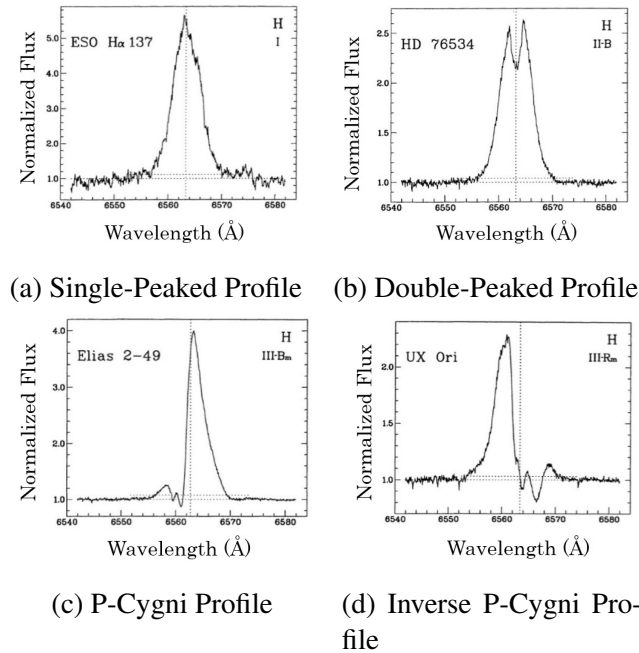 ESO Hα 137
H
I
5.0
4.0
3.0
2.0
1.0
6540 6550 6560 6570 6580
Normalized Flux
Wavelength (Å)
(a) Single-Peaked Profile
HD 76534
H
II-B
2.5
2.0
1.5
1.0
6540 6550 6560 6570 6580
Normalized Flux
Wavelength (Å)
(b) Double-Peaked Profile
Elias 2-49
H
III-Bm
4.0
3.0
2.0
1.0
6540 6550 6560 6570 6580
Normalized Flux
Wavelength (Å)
(c) P-Cygni Profile
UX Ori
H
III-Rm
2.0
1.5
1.0
6540 6550 6560 6570 6580
Normalized Flux
Wavelength (Å)
(d) Inverse P-Cygni Pro-
file